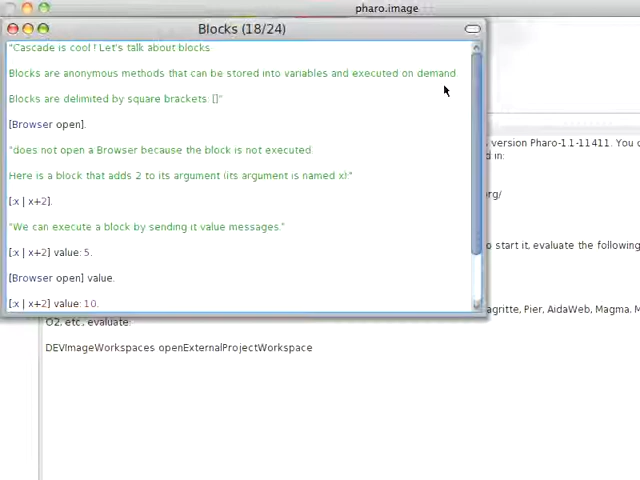 pharo.image
Blocks (18/24)
"Cascade is cool ! Let's talk about blocks.
Blocks are anonymous methods that can be stored into variables and executed on demand.
Blocks are delimited by square brackets: []"
[Browser open].
"does not open a Browser because the block is not executed.
Here is a block that adds 2 to its argument (its argument is named x):"
[:x | x+2].
"We can execute a block by sending it value messages."
[:x | x+2] value: 5.
[Browser open] value.
[:x | x+2] value: 10.
version Pharo-1.1-11411. You
d in:
org/
o start it, evaluate the following
agritte, Pier, AidaWeb, Magma,
O2, etc, evaluate:
DEVImageWorkspaces openExternalProjectWorkspace